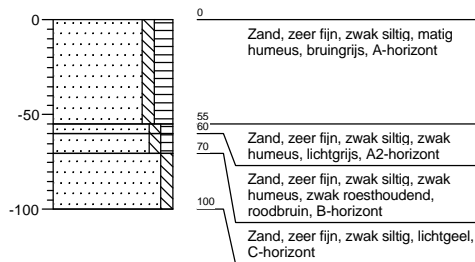 0
0
Zand, zeer fijn, zwak siltig, matig
humeus, bruingrijs, A-horizont
-50
55
60
Zand, zeer fijn, zwak siltig, zwak
humeus, lichtgrijs, A2-horizont
70
Zand, zeer fijn, zwak siltig, zwak
humeus, zwak roesthoudend,
roodbruin, B-horizont
-100
100
Zand, zeer fijn, zwak siltig, lichtgeel,
C-horizont